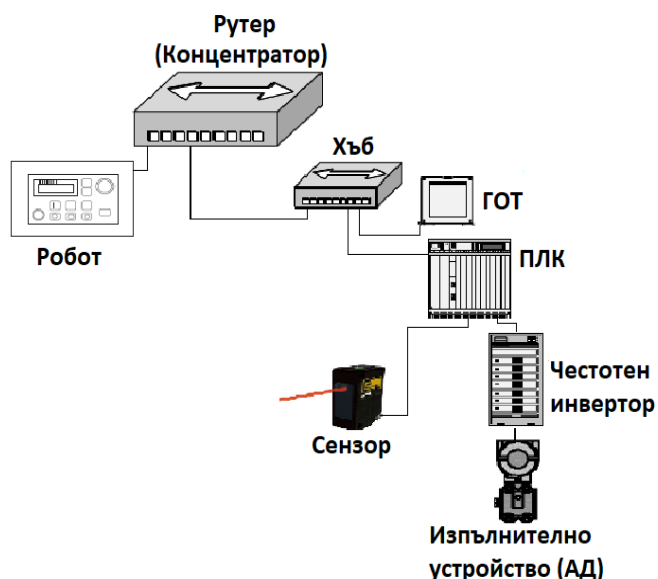 Рутер
(Концентратор)
Хъб
ГОТ
Робот
ПЛК
Честотен
инвертор
Сензор
Изпълнително
устройство (АД)